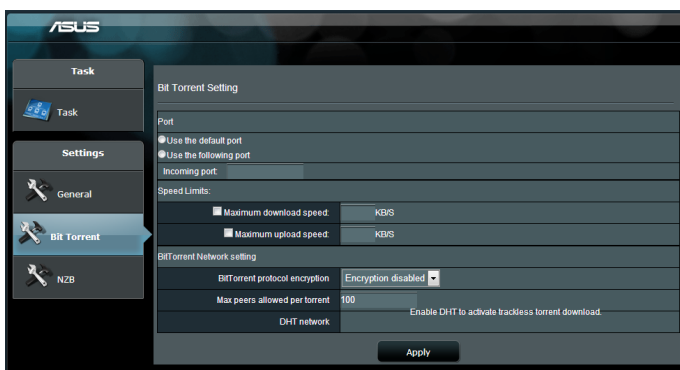 ASUS
Task
Task
Settings
General
Bit Torrent
NZB
Bit Torrent Setting
Port
Use the default port
Use the following port
Incoming port:
Speed Limits:
Maximum download speed: KB/S
Maximum upload speed: KB/S
BitTorrent Network setting
BitTorrent protocol encryption Encryption disabled
Max peers allowed per torrent 100
DHT network Enable DHT to activate trackless torrent download.
Apply